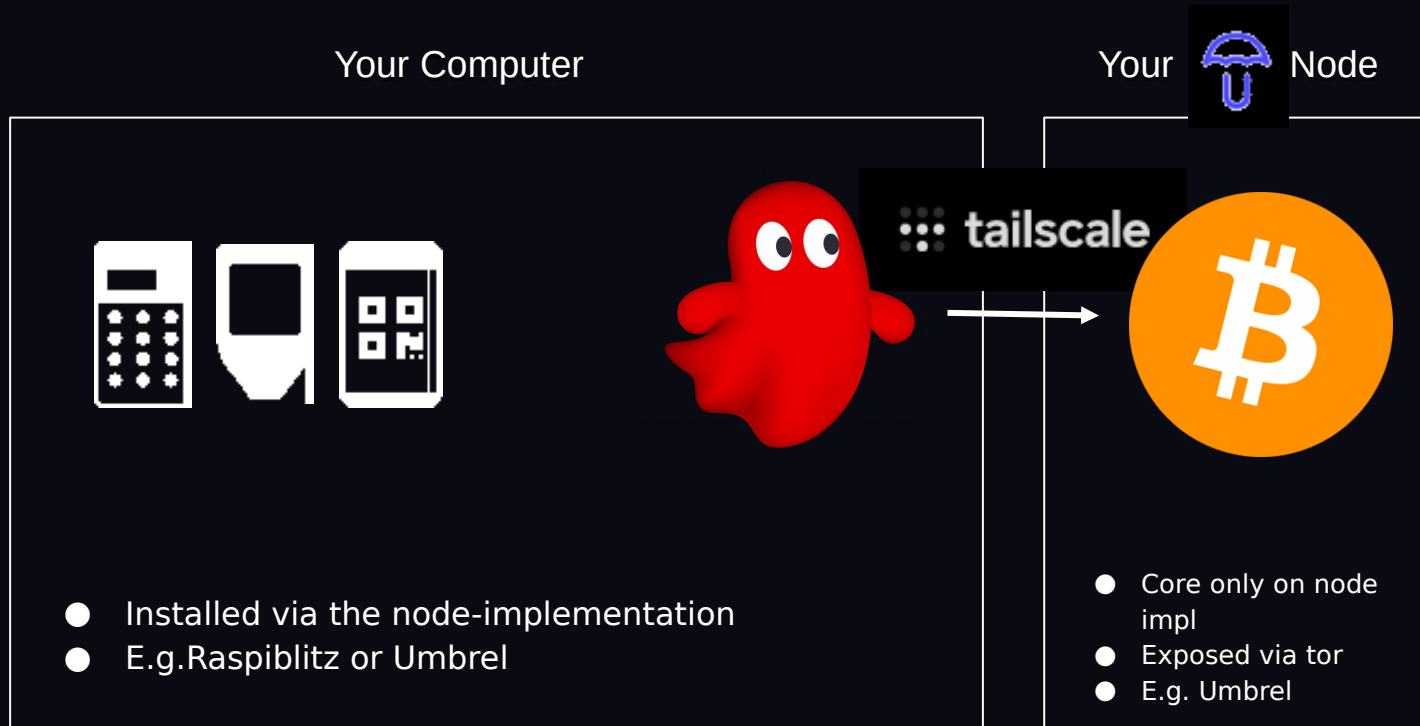 Your Computer
Your Node
tailscale
● Installed via the node-implementation
● E.g.Raspiblitz or Umbrel
● Core only on node
impl
● Exposed via tor
● E.g. Umbrel